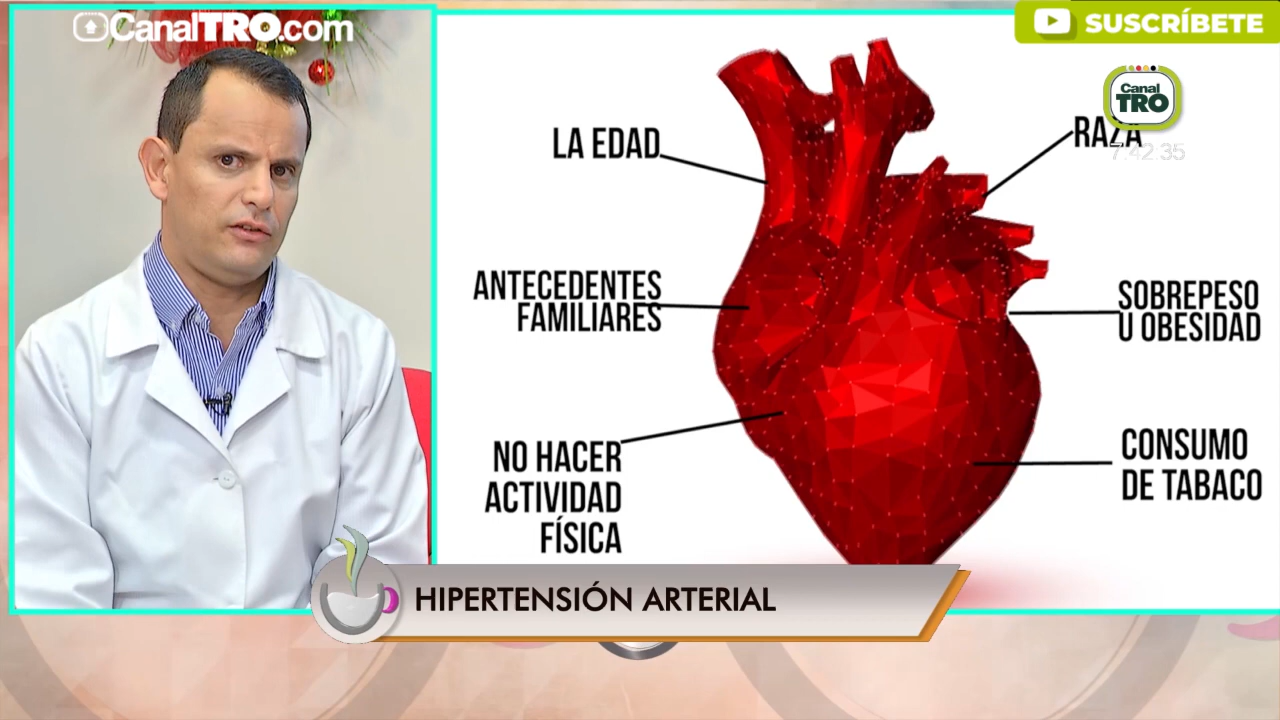 CanalTRO.com
SUSCRÍBETE
Canal
TRO
7:42:35
LA EDAD
RAZA
ANTECEDENTES
FAMILIARES
SOBREPESO
U OBESIDAD
NO HACER
ACTIVIDAD
FÍSICA
CONSUMO
DE TABACO
HIPERTENSIÓN ARTERIAL